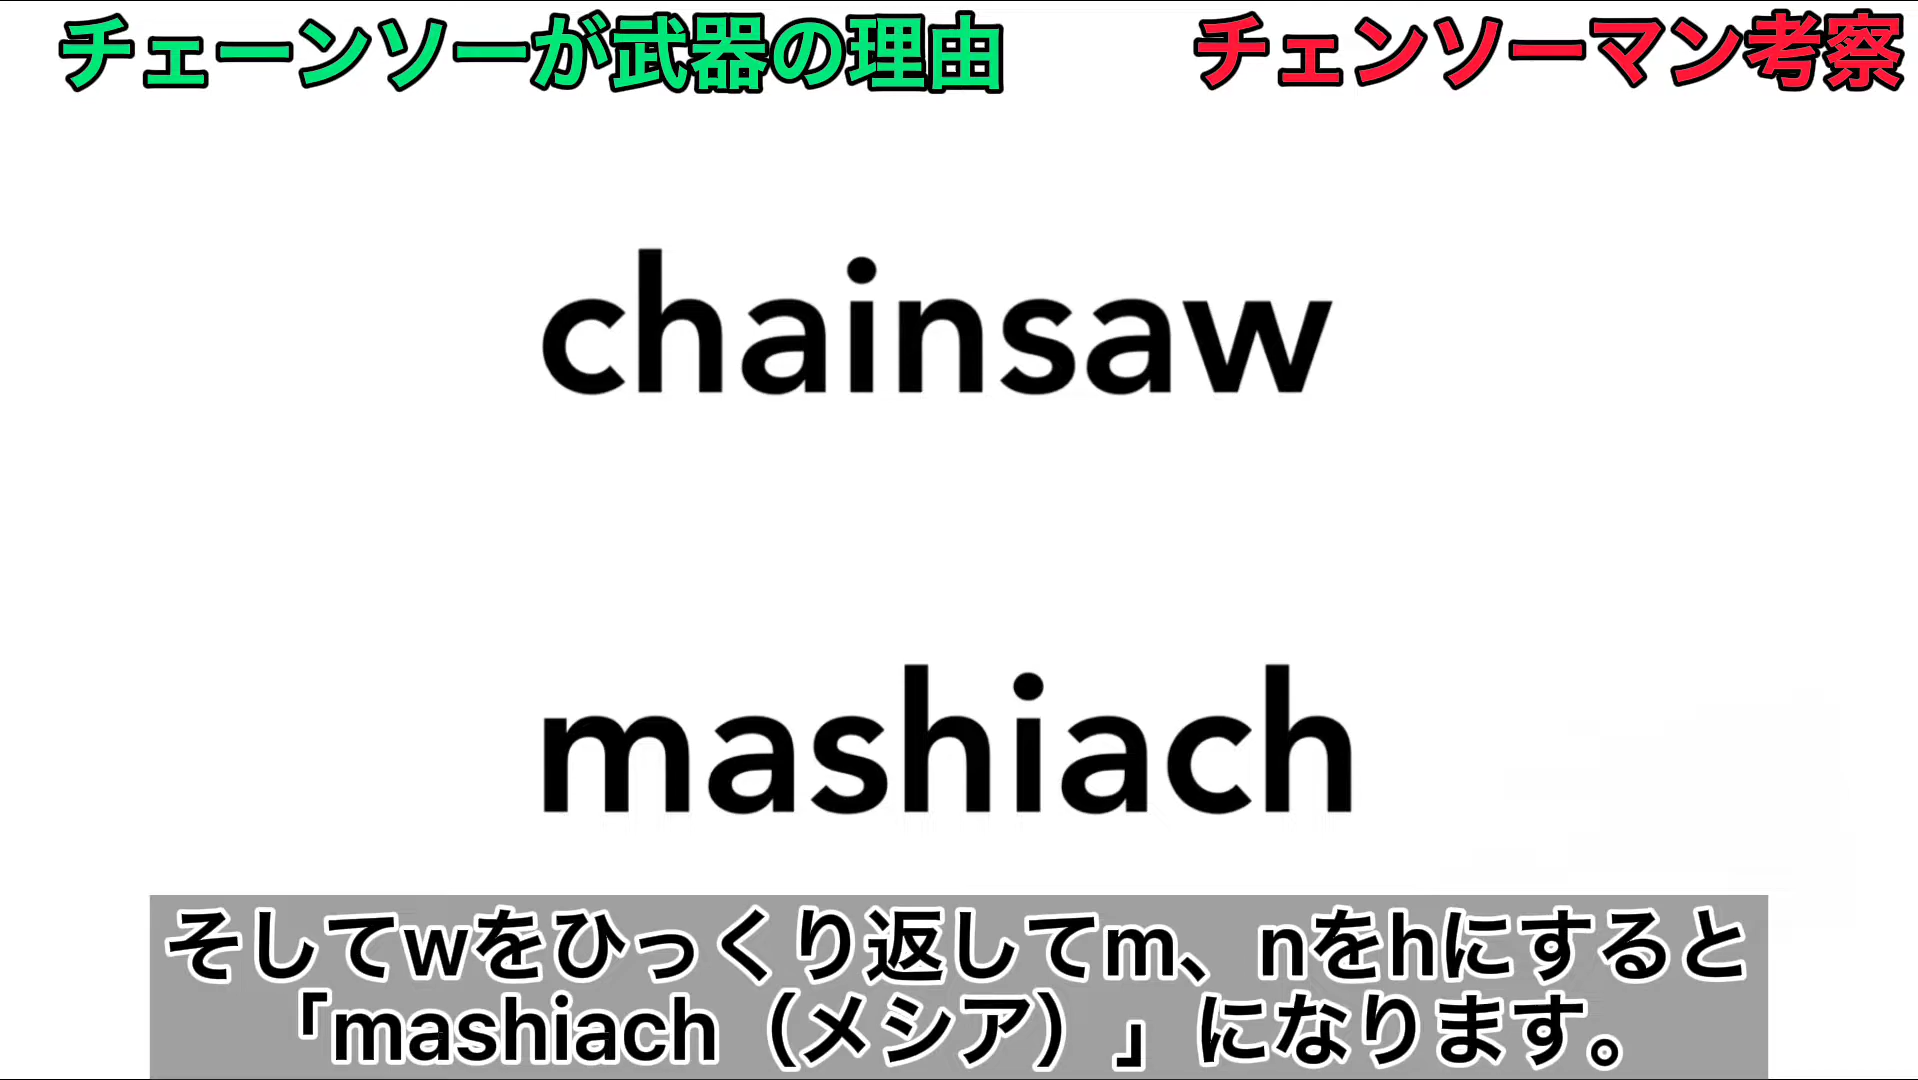 チェーンソーが武器の理由
チェンソーマン考察
chainsaw
mashiach
そしてwをひっくり返してm、nをhにすると
「mashiach（メシア）」になります。